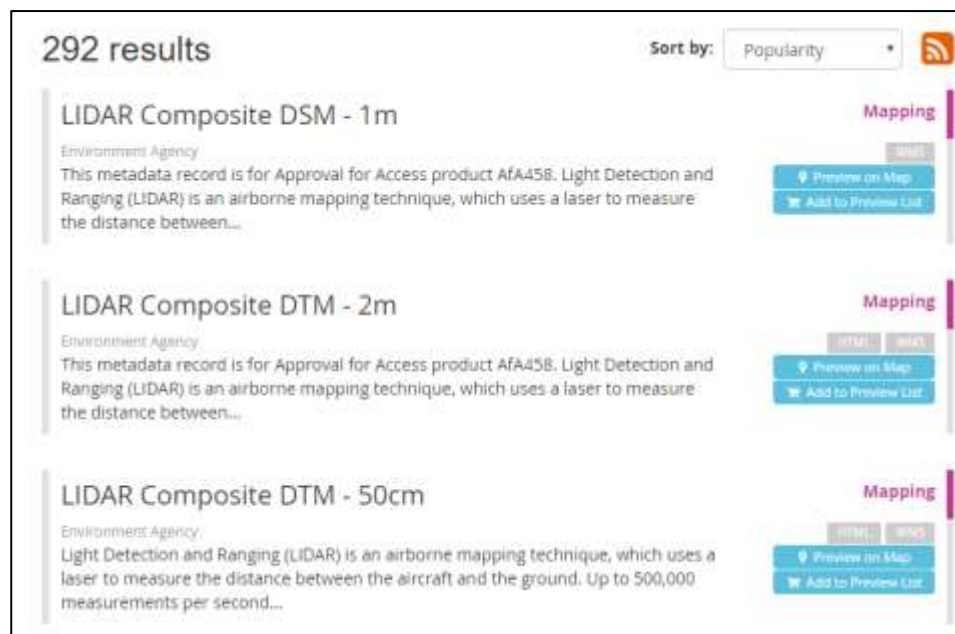 292 results
Sort by: Popularity
LIDAR Composite DSM - 1m
Mapping
Environment Agency
WMS
This metadata record is for Approval for Access product AfA458. Light Detection and
Preview on Map
Ranging (LIDAR) is an airborne mapping technique, which uses a laser to measure
Add to Preview List
the distance between...
LIDAR Composite DTM - 2m
Mapping
Environment Agency
HTML WMS
This metadata record is for Approval for Access product AfA458. Light Detection and
Preview on Map
Ranging (LIDAR) is an airborne mapping technique, which uses a laser to measure
Add to Preview List
the distance between...
LIDAR Composite DTM - 50cm
Mapping
Environment Agency
HTML WMS
Light Detection and Ranging (LIDAR) is an airborne mapping technique, which uses a
Preview on Map
laser to measure the distance between the aircraft and the ground. Up to 500,000
Add to Preview List
measurements per second...